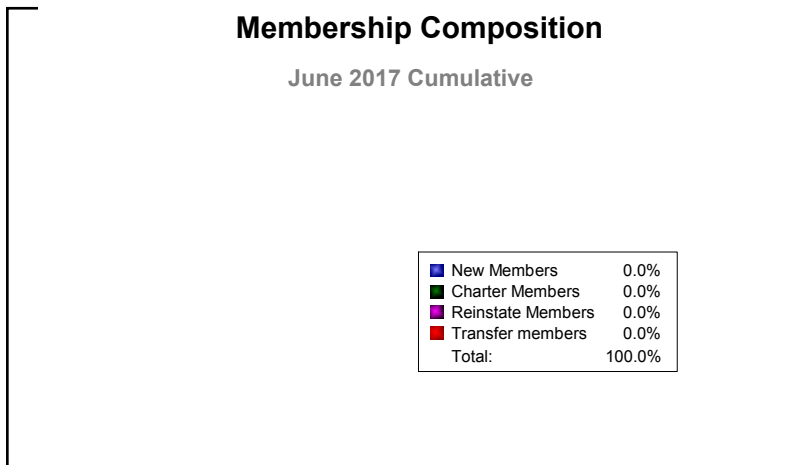 Membership Composition
June 2017 Cumulative
New Members 0.0%
Charter Members 0.0%
Reinstate Members 0.0%
Transfer members 0.0%
Total: 100.0%